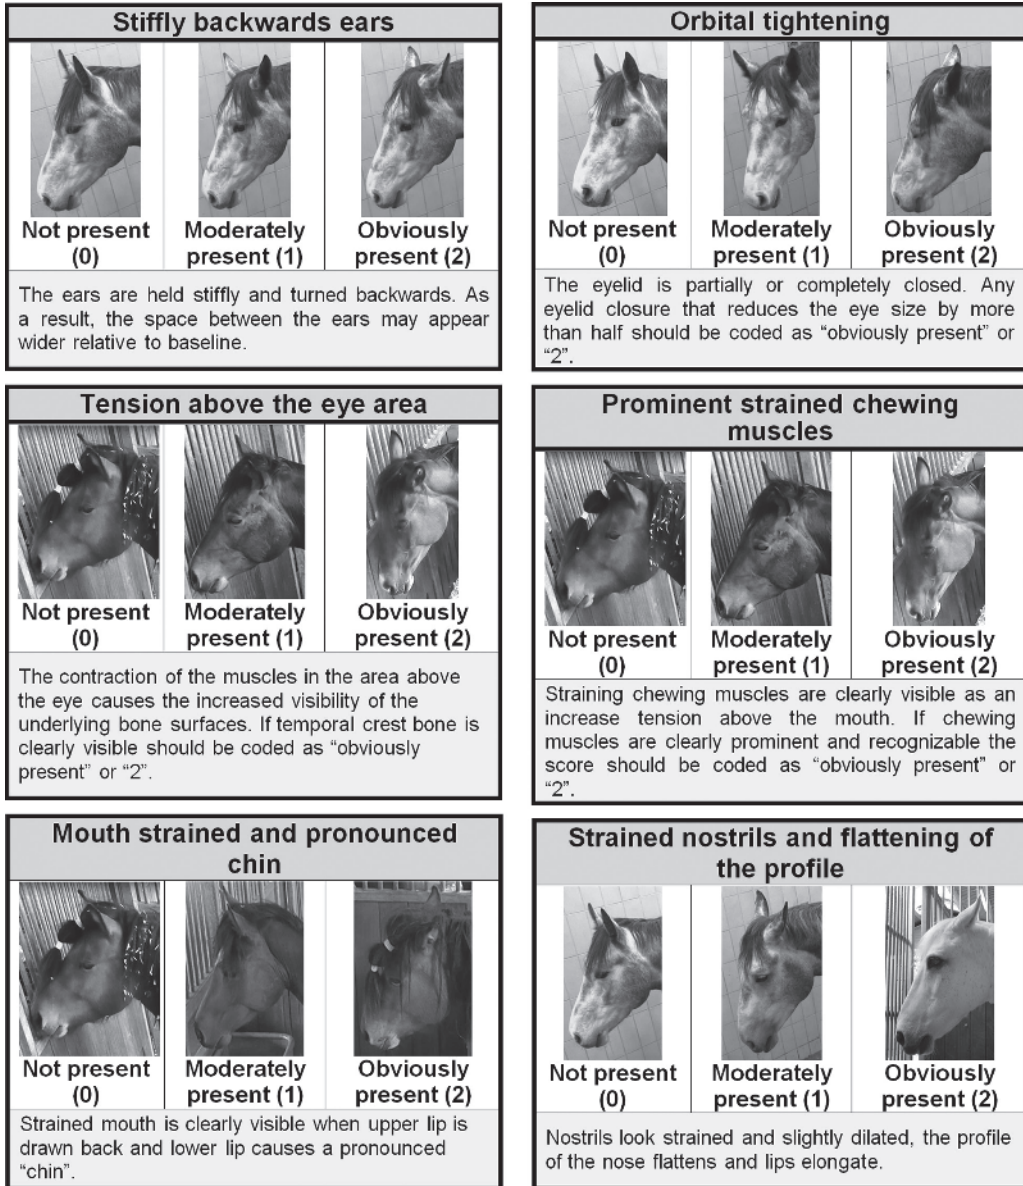 Stiffly backwards ears
Not present
(0)
Moderately
present (1)
Obviously
present (2)
The ears are held stiffly and turned backwards. As
a result, the space between the ears may appear
wider relative to baseline.
Orbital tightening
Not present
(0)
Moderately
present (1)
Obviously
present (2)
The eyelid is partially or completely closed. Any
eyelid closure that reduces the eye size by more
than half should be coded as “obviously present” or
“2”.
Tension above the eye area
Not present
(0)
Moderately
present (1)
Obviously
present (2)
The contraction of the muscles in the area above
the eye causes the increased visibility of the
underlying bone surfaces. If temporal crest bone is
clearly visible should be coded as “obviously
present” or “2”.
Prominent strained chewing
muscles
Not present
(0)
Moderately
present (1)
Obviously
present (2)
Straining chewing muscles are clearly visible as an
increase tension above the mouth. If chewing
muscles are clearly prominent and recognizable the
score should be coded as “obviously present” or
“2”.
Mouth strained and pronounced
chin
Not present
(0)
Moderately
present (1)
Obviously
present (2)
Strained mouth is clearly visible when upper lip is
drawn back and lower lip causes a pronounced
“chin”.
Strained nostrils and flattening of
the profile
Not present
(0)
Moderately
present (1)
Obviously
present (2)
Nostrils look strained and slightly dilated, the profile
of the nose flattens and lips elongate.